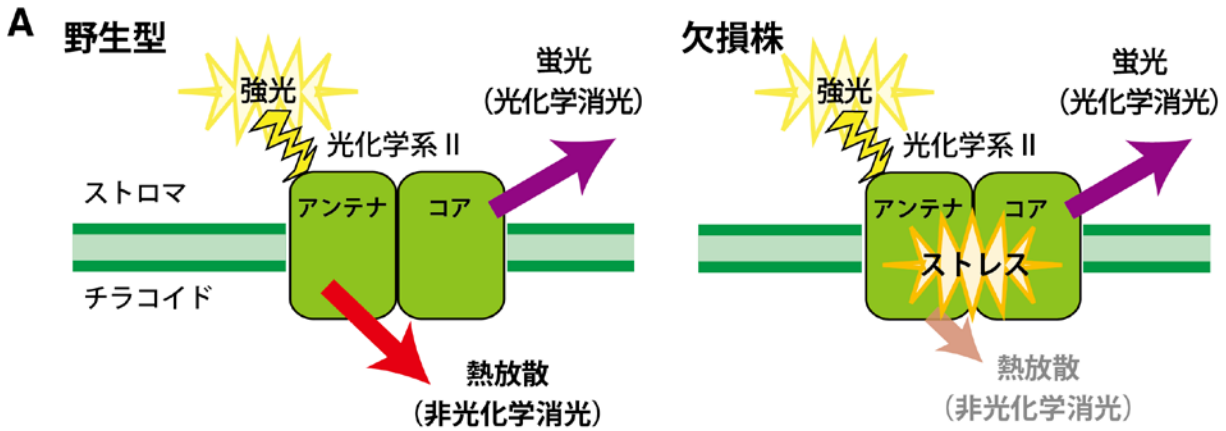 A
野生型
強光
蛍光
(光化学消光)
光化学系 II
ストロマ
アンテナ
コア
チラコイド
熱放散
(非光化学消光)
欠損株
強光
蛍光
(光化学消光)
光化学系 II
アンテナ
コア
ストレス
熱放散
(非光化学消光)